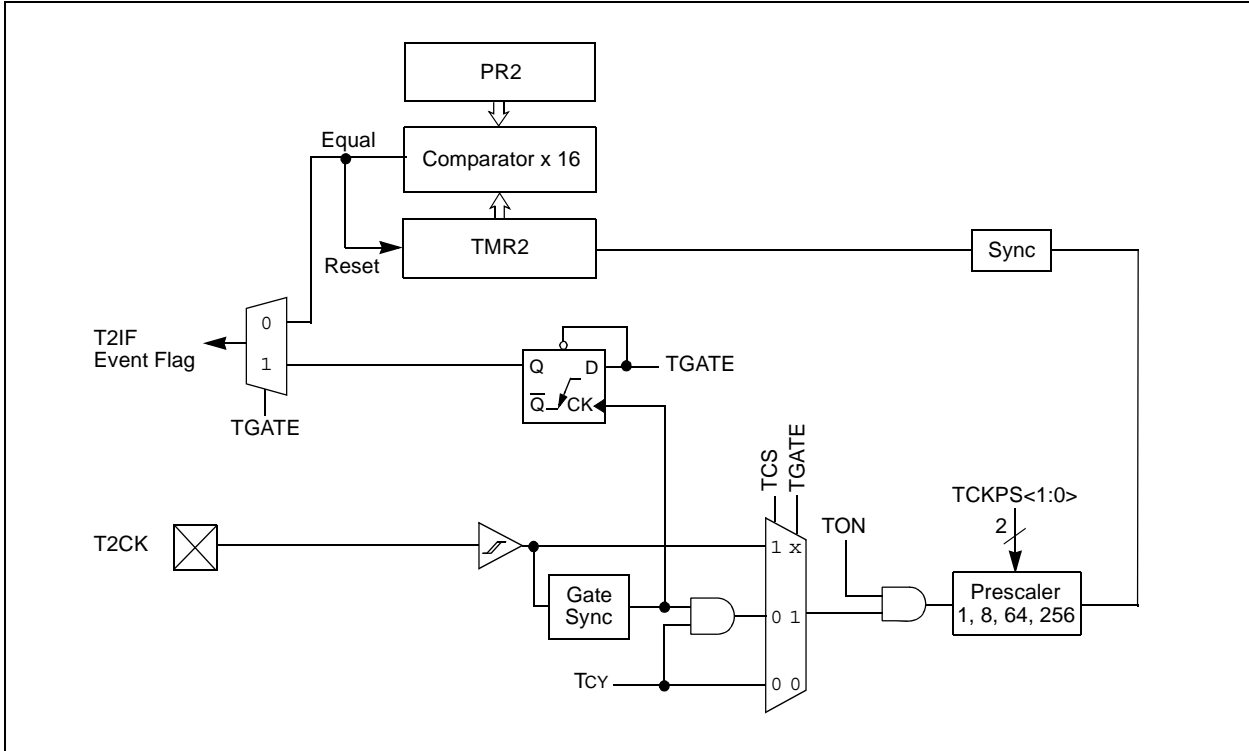 PR2
Equal
Comparator x 16
TMR2
Reset
Sync
0
T2IF
Event Flag
1
TGATE
Q
D
TGATE
Q̅
CK
TCS
TGATE
TCKPS<1:0>
2
TON
T2CK
1 x
Gate
Sync
0 1
Prescaler
1, 8, 64, 256
TCY
0 0